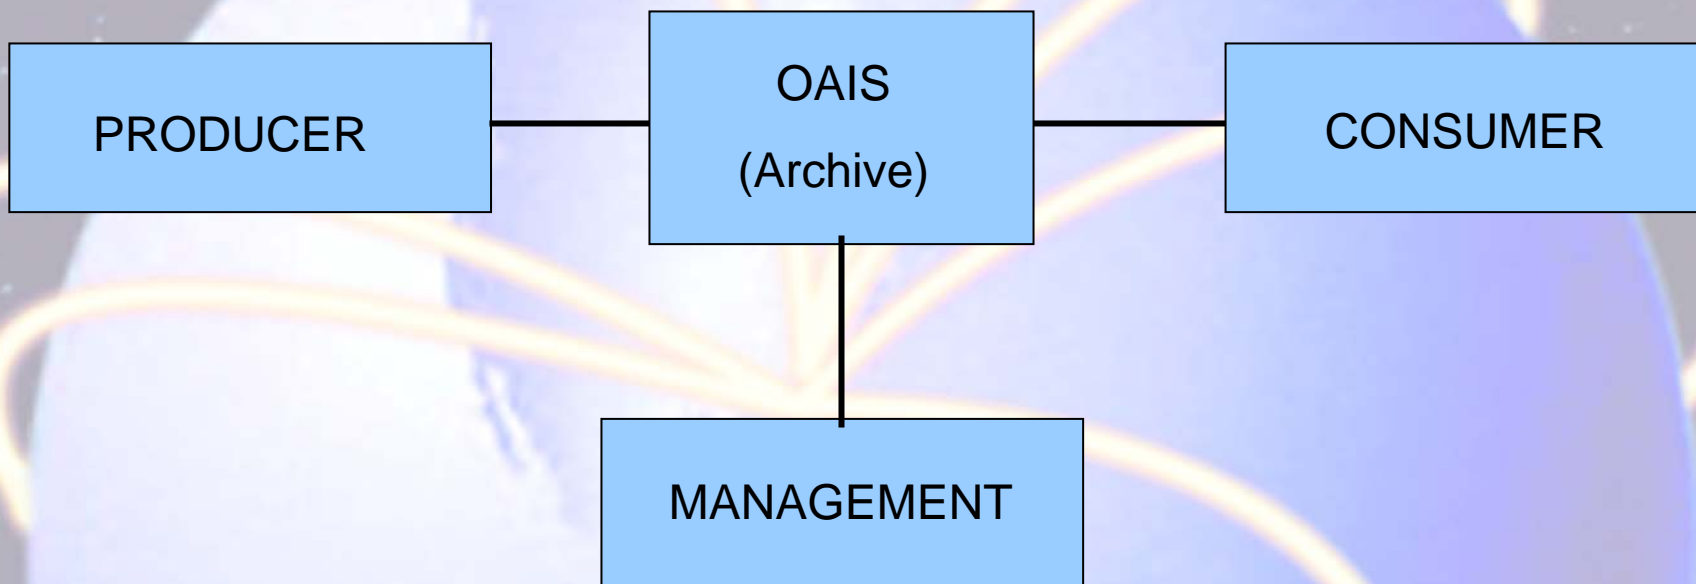 PRODUCER
OAIS
(Archive)
CONSUMER
MANAGEMENT